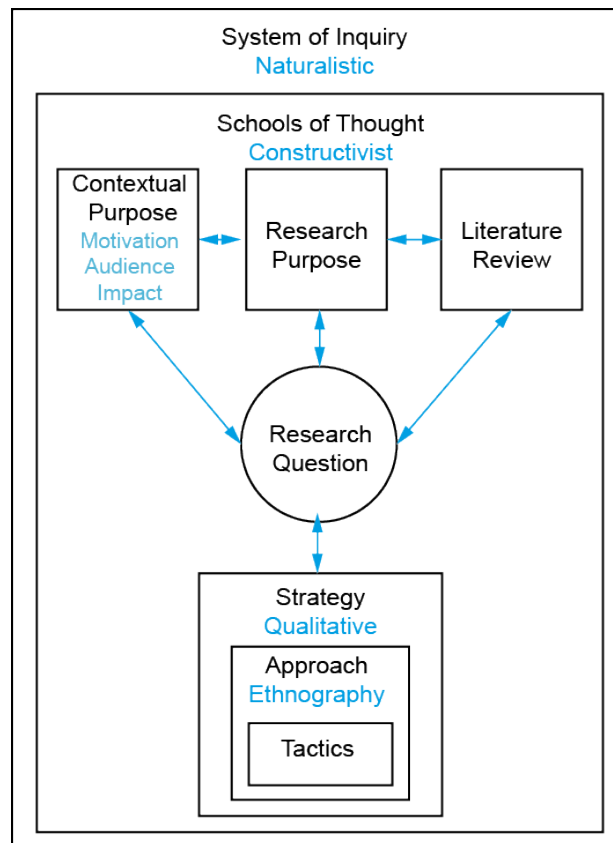 System of Inquiry
Naturalistic
Schools of Thought
Constructivist
Contextual
Purpose
Motivation
Audience
Impact
Research
Purpose
Literature
Review
Research
Question
Strategy
Qualitative
Approach
Ethnography
Tactics